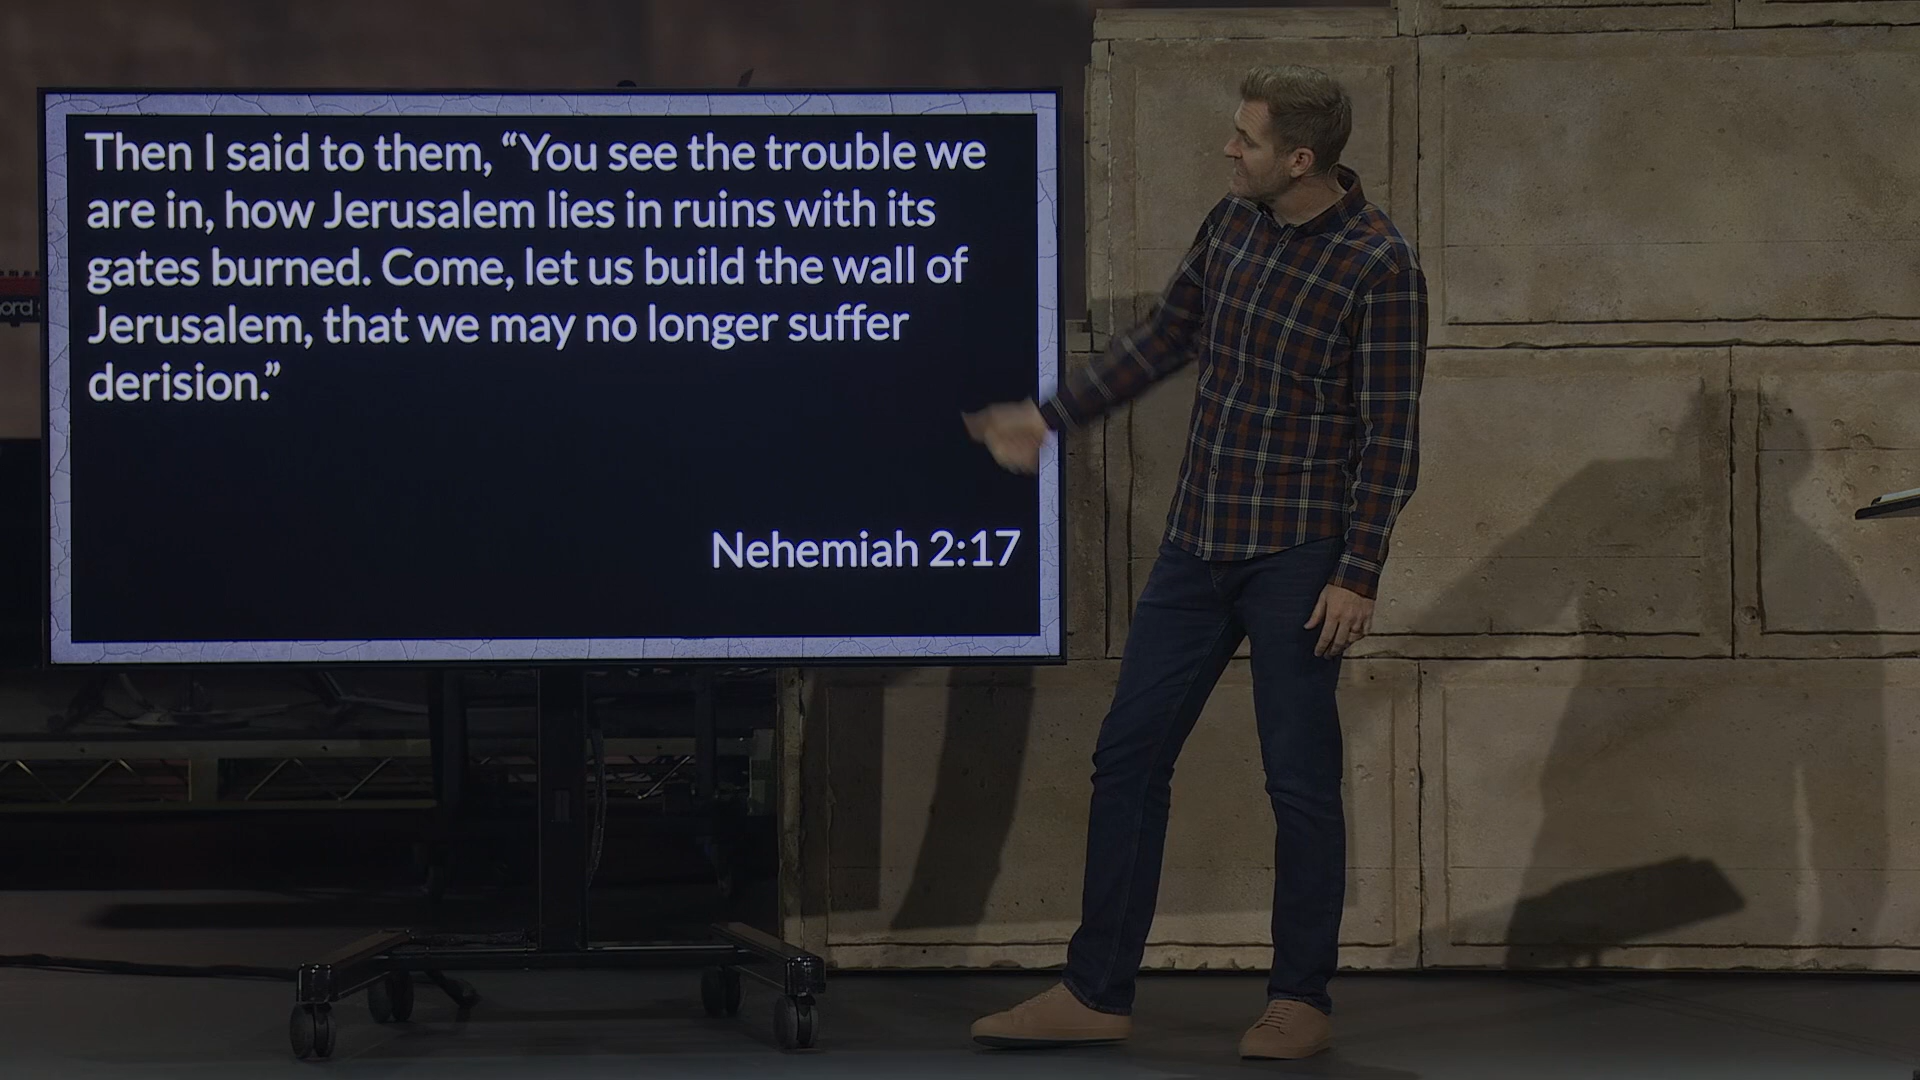 Then I said to them, “You see the trouble we
are in, how Jerusalem lies in ruins with its
gates burned. Come, let us build the wall of
Jerusalem, that we may no longer suffer
derision.”
Nehemiah 2:17